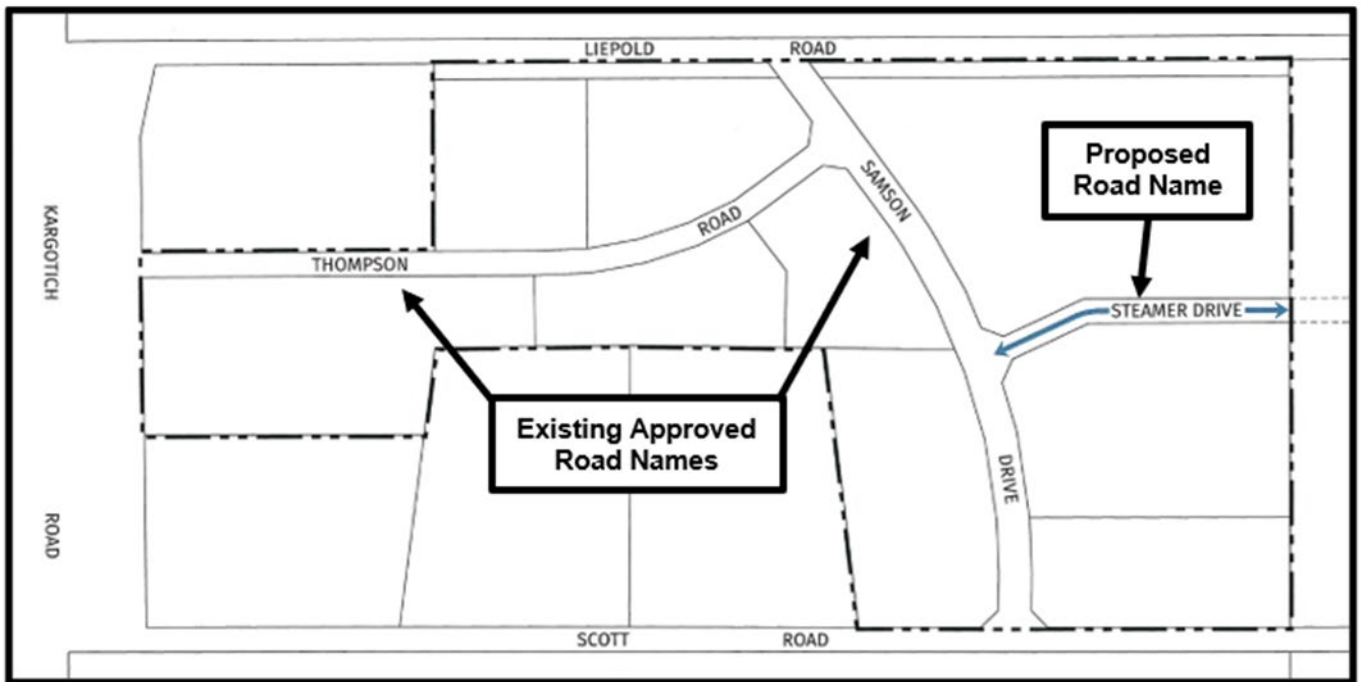 LIEPOLD ROAD
Proposed
Road Name
SAMSON
KARGOTICH
ROAD
THOMPSON
STEAMER DRIVE
Existing Approved
Road Names
DRIVE
ROAD
SCOTT ROAD